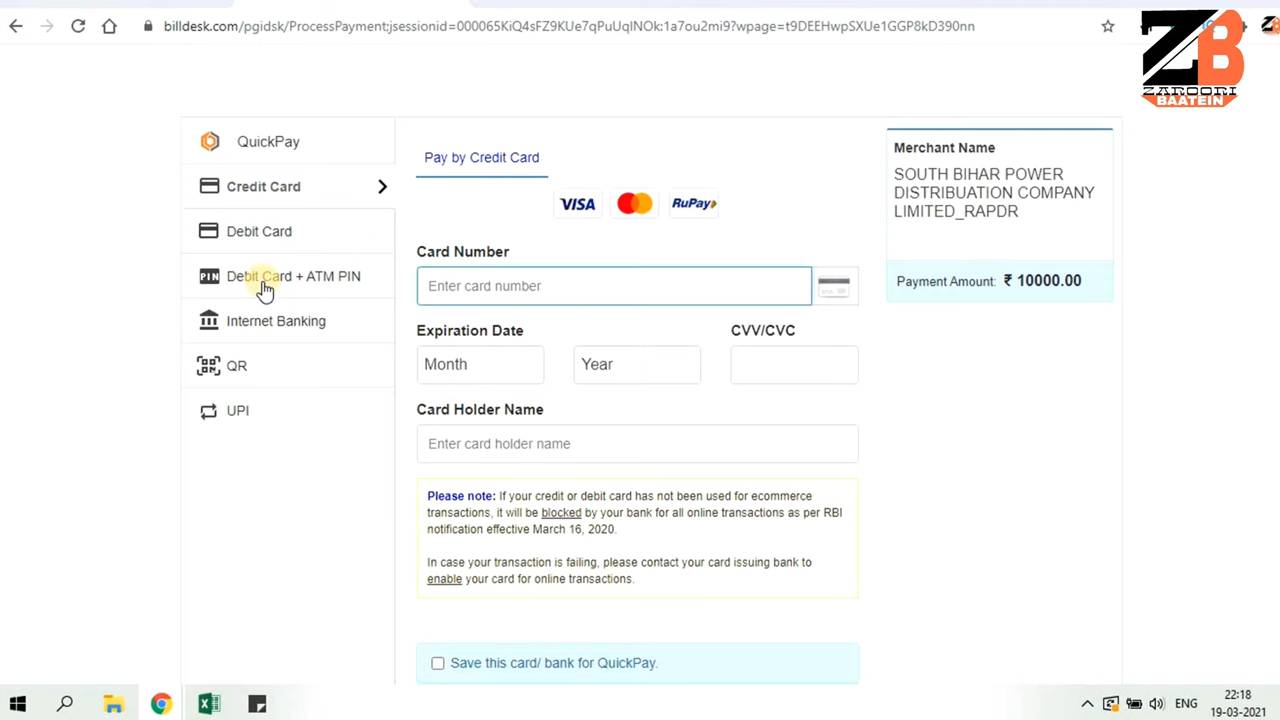 billdesk.com/pgidsk/ProcessPayment;jsessionid=000065KQ4sFZ9KUe7qPuUqINOk:1a7ou2mi9?wpage=t9DEEHwpSXUe1GGP8kD390nn
ZB
ZAROORI
BAATEIN
QuickPay
Credit Card
Debit Card
PIN Debit Card + ATM PIN
Internet Banking
QR
UPI
Pay by Credit Card
VISA
RuPay
Card Number
Enter card number
Expiration Date
CVV/CVC
Month
Year
Card Holder Name
Enter card holder name
Please note: If your credit or debit card has not been used for ecommerce
transactions, it will be blocked by your bank for all online transactions as per RBI
notification effective March 16, 2020.
In case your transaction is failing, please contact your card issuing bank to
enable your card for online transactions.
Save this card/ bank for QuickPay.
Merchant Name
SOUTH BIHAR POWER
DISTRIBUATION COMPANY
LIMITED_RAPDR
Payment Amount: ₹ 10000.00
ENG
22:18
19-03-2021